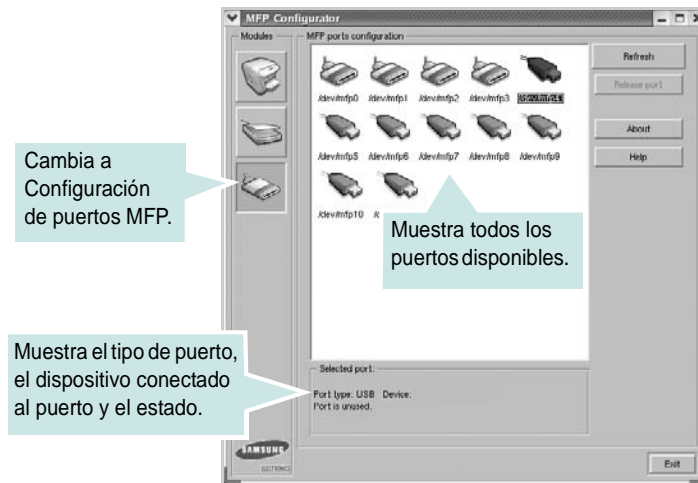 MFP Configurator
Modules
MFP ports configuration
/dev/mfp0 /dev/mfp1 /dev/mfp2 /dev/mfp3 /dev/mfp4
/dev/mfp5 /dev/mfp6 /dev/mfp7 /dev/mfp8 /dev/mfp9
/dev/mfp10
Refresh
Release port
About
Help
Cambia a
Configuración
de puertos MFP.
Muestra todos los
puertos disponibles.
Muestra el tipo de puerto,
el dispositivo conectado
al puerto y el estado.
Selected port:
Port type: USB Device:
Port is unused.
SAMSUNG
ELECTRONICS
Exit